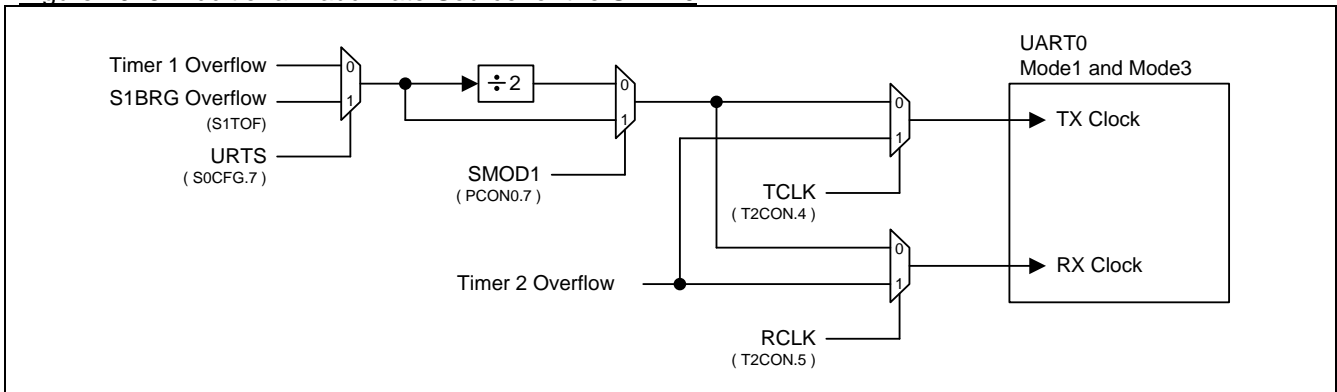 UART0
Mode1 and Mode3
Timer 1 Overflow
0
÷ 2
0
0
S1BRG Overflow
1
1
TX Clock
(S1TOF)
1
URTS
( S0CFG.7 )
SMOD1
( PCON0.7 )
TCLK
( T2CON.4 )
0
RX Clock
Timer 2 Overflow
1
RCLK
( T2CON.5 )